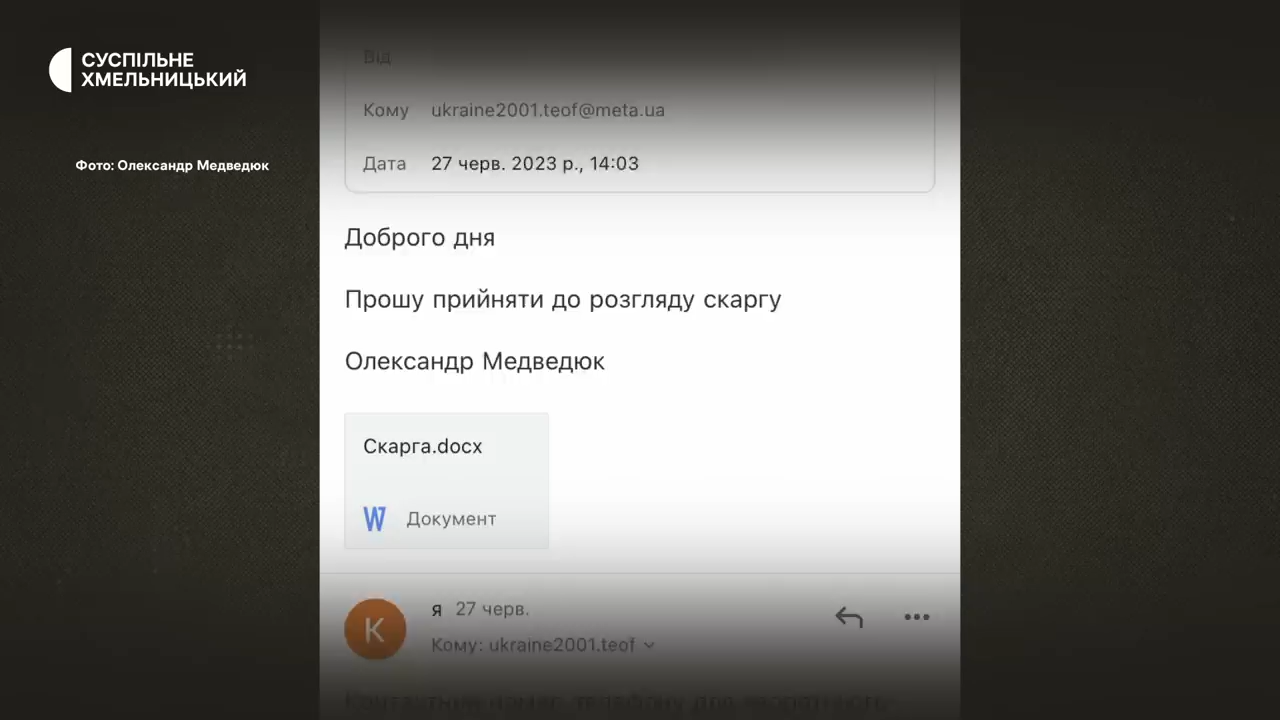 СУСПІЛЬНЕ
ХМЕЛЬНИЦЬКИЙ
Фото: Олександр Медведюк
Від
Кому ukraine2001.teof@meta.ua
Дата 27 черв. 2023 р., 14:03
Доброго дня
Прошу прийняти до розгляду скаргу
Олександр Медведюк
Скарга.docx
W Документ
К
я 27 черв.
Кому: ukraine2001.teof